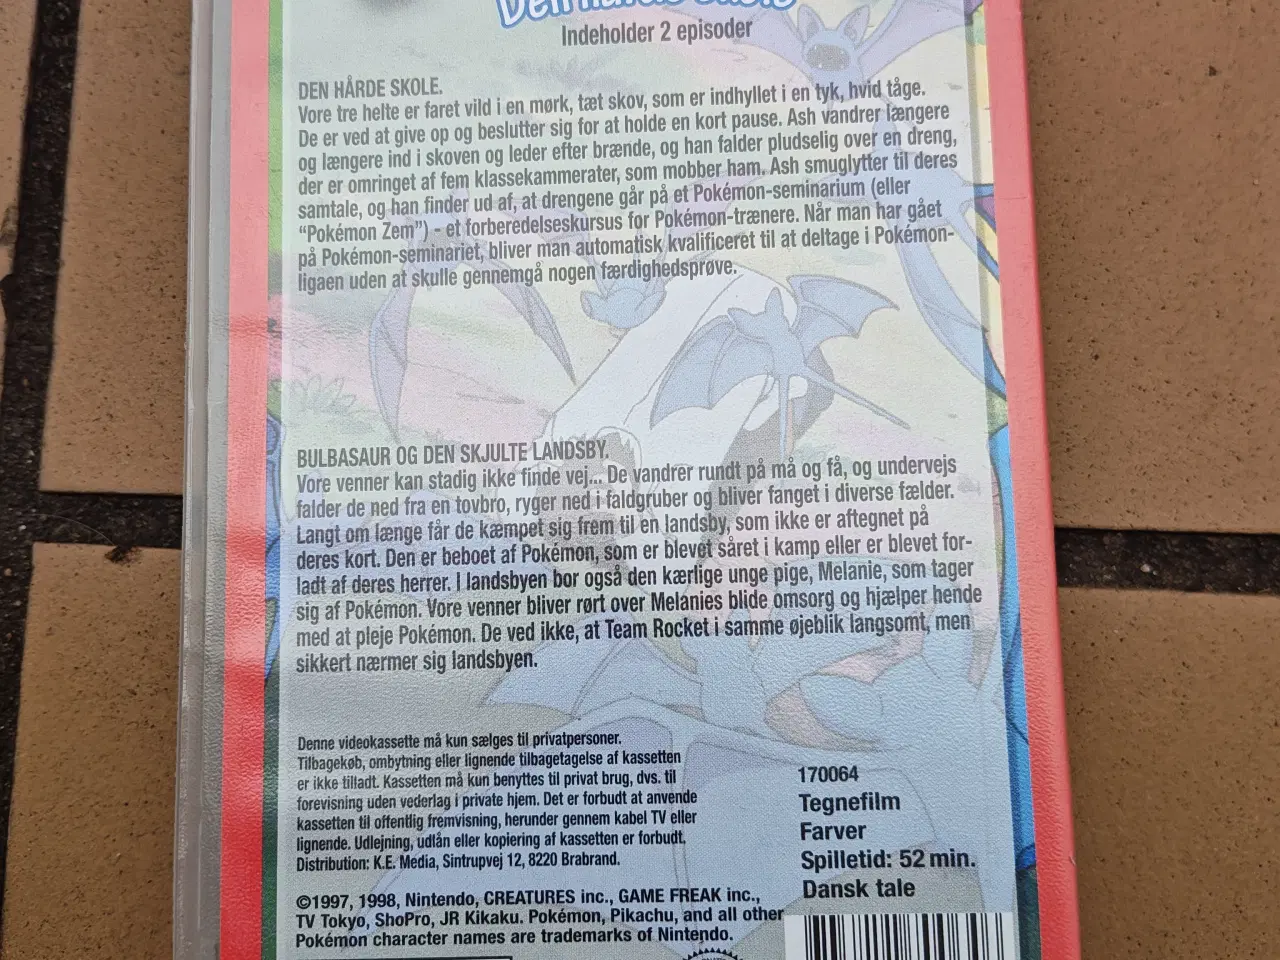 Indeholder 2 episoder
DEN HÅRDE SKOLE.
Vore tre helte er faret vild i en mørk, tæt skov, som er indhyllet i en tyk, hvid tåge.
De er ved at give op og beslutter sig for at holde en kort pause. Ash vandrer længere
og længere ind i skoven og leder efter brænde, og han falder pludselig over en dreng,
der er omringet af fem klassekammerater, som mobber ham. Ash smuglytter til deres
samtale, og han finder ud af, at drengene går på et Pokémon-seminarium (eller
“Pokémon Zem”) - et forberedelseskursus for Pokémon-trænere. Når man har gået
på Pokémon-seminariet, bliver man automatisk kvalificeret til at deltage i Pokémon-
ligaen uden at skulle gennemgå nogen færdighedsprøve.
BULBASAUR OG DEN SKJULTE LANDSBY.
Vore venner kan stadig ikke finde vej... De vandrer rundt på må og få, og undervejs
falder de ned fra en tovbro, ryger ned i faldgruber og bliver fanget i diverse fælder.
Langt om længe får de kæmpet sig frem til en landsby, som ikke er aftegnet på
deres kort. Den er beboet af Pokémon, som er blevet såret i kamp eller er blevet for-
ladt af deres herrer. I landsbyen bor også den kærlige unge pige, Melanie, som tager
sig af Pokémon. Vore venner bliver rørt over Melanies blide omsorg og hjælper hende
med at pleje Pokémon. De ved ikke, at Team Rocket i samme øjeblik langsomt, men
sikkert nærmer sig landsbyen.
Denne videokassette må kun sælges til privatpersoner.
Tilbagekøb, ombytning eller lignende tilbagetagelse af kassetten
er ikke tilladt. Kassetten må kun benyttes til privat brug, dvs. til
forevisning uden vederlag i private hjem. Det er forbudt at anvende
kassetten til offentlig fremvisning, herunder gennem kabel TV eller
lignende. Udlejning, udlån eller kopiering af kassetten er forbudt.
Distribution: K.E. Media, Sintrupvej 12, 8220 Brabrand.
©1997, 1998, Nintendo, CREATURES inc., GAME FREAK inc.,
TV Tokyo, ShoPro, JR Kikaku. Pokémon, Pikachu, and all other
Pokémon character names are trademarks of Nintendo.
170064
Tegnefilm
Farver
Spilletid: 52 min.
Dansk tale